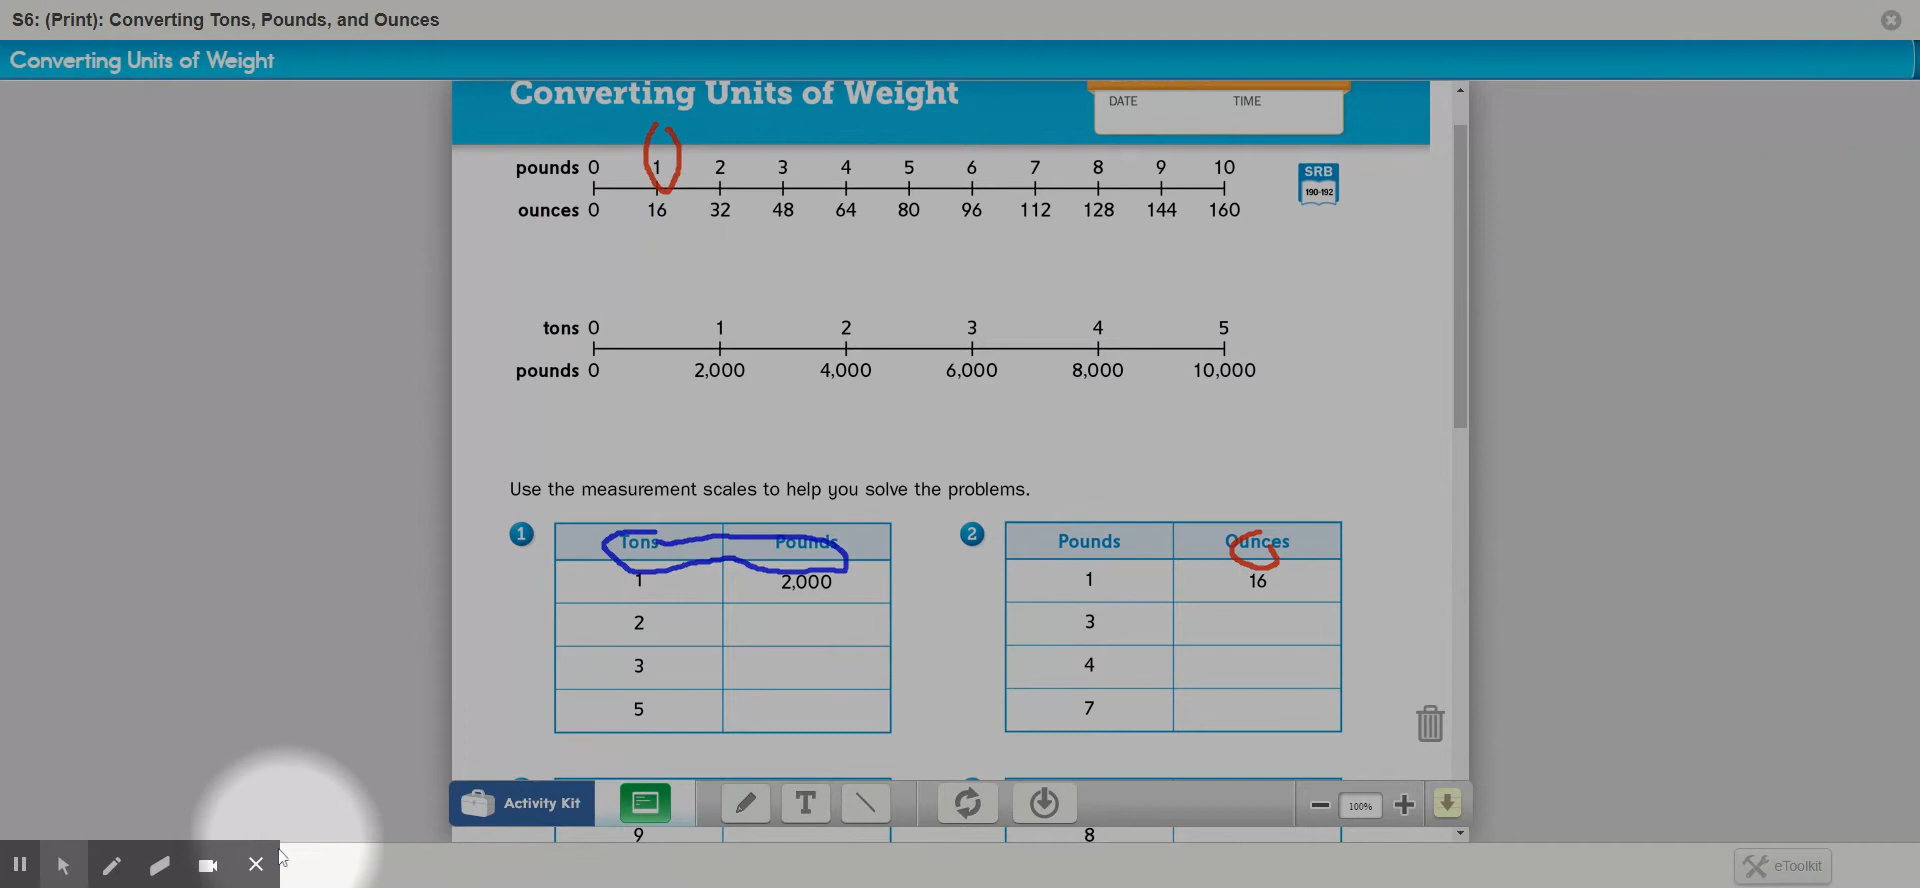 S6: (Print): Converting Tons, Pounds, and Ounces
Converting Units of Weight
Converting Units of Weight
DATE TIME
pounds 0 1 2 3 4 5 6 7 8 9 10
SRB
190-192
ounces 0 16 32 48 64 80 96 112 128 144 160
tons 0 1 2 3 4 5
pounds 0 2,000 4,000 6,000 8,000 10,000
Use the measurement scales to help you solve the problems.
1
Tons Pounds
1 2,000
2
3
5
2
Pounds Ounces
1 16
3
4
7
Activity Kit
T
100%
9 8
eToolkit